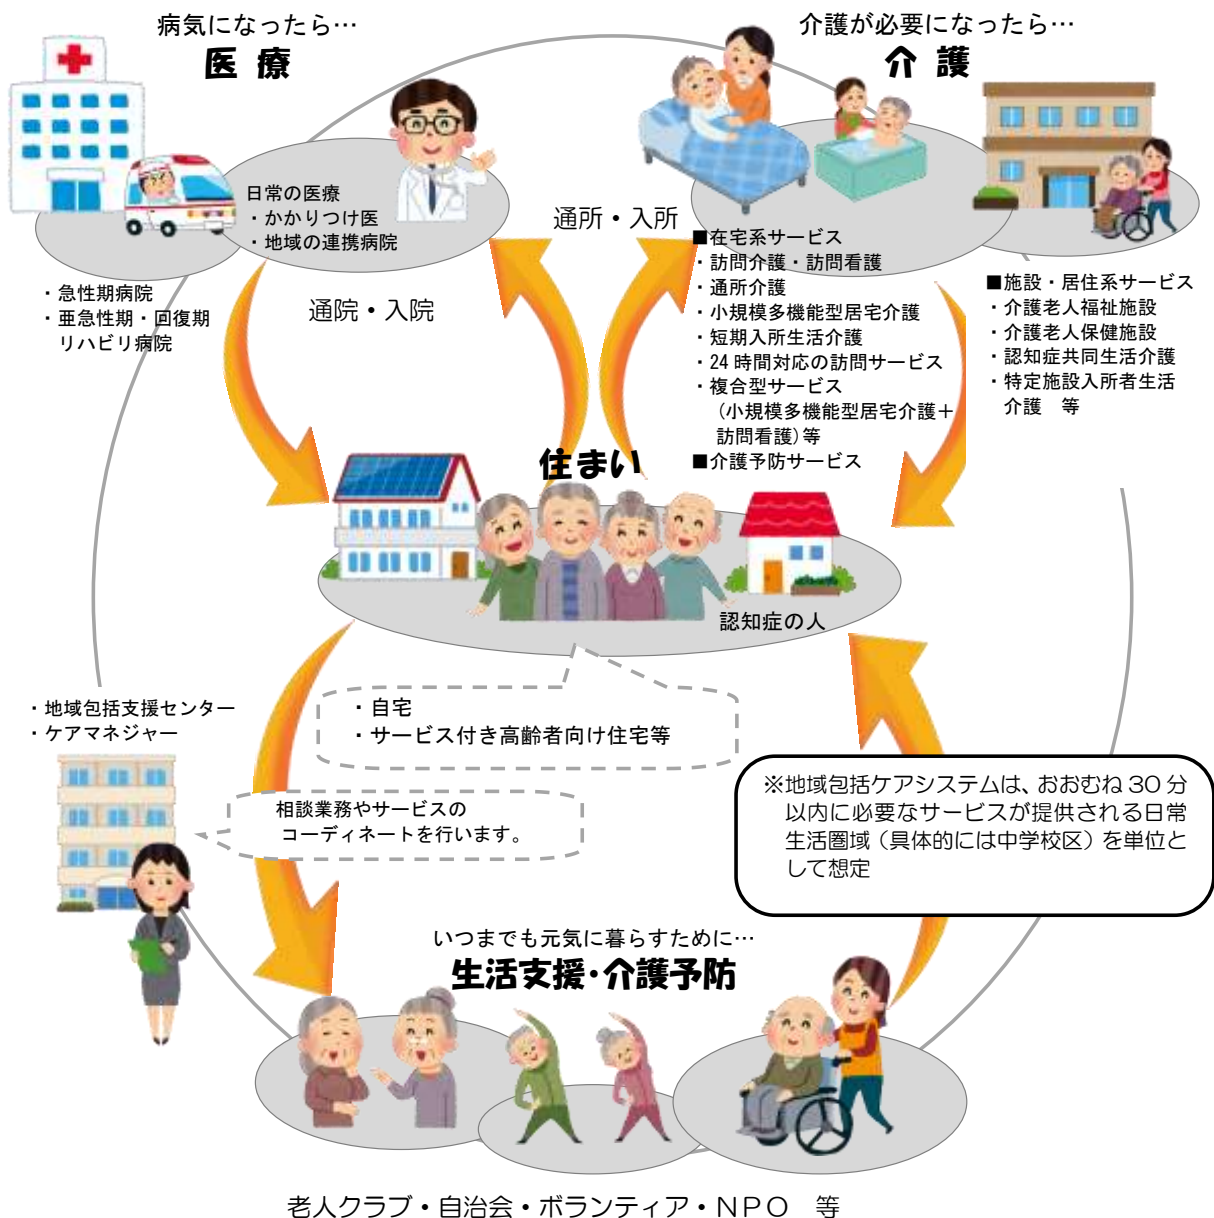 病気になったら…
医 療
介護が必要になったら…
介 護
日常の医療
・かかりつけ医
・地域の連携病院
・急性期病院
・亜急性期・回復期
リハビリ病院
通院・入院
通所・入所
■在宅系サービス
・訪問介護・訪問看護
・通所介護
・小規模多機能型居宅介護
・短期入所生活介護
・24 時間対応の訪問サービス
・複合型サービス
(小規模多機能型居宅介護＋
訪問看護)等
■介護予防サービス
■施設・居住系サービス
・介護老人福祉施設
・介護老人保健施設
・認知症共同生活介護
・特定施設入所者生活
介護　等
住まい
認知症の人
・自宅
・サービス付き高齢者向け住宅等
・地域包括支援センター
・ケアマネジャー
相談業務やサービスの
コーディネートを行います。
※地域包括ケアシステムは、おおむね 30 分
以内に必要なサービスが提供される日常
生活圏域（具体的には中学校区）を単位と
して想定
いつまでも元気に暮らすために…
生活支援・介護予防
老人クラブ・自治会・ボランティア・ＮＰＯ　等